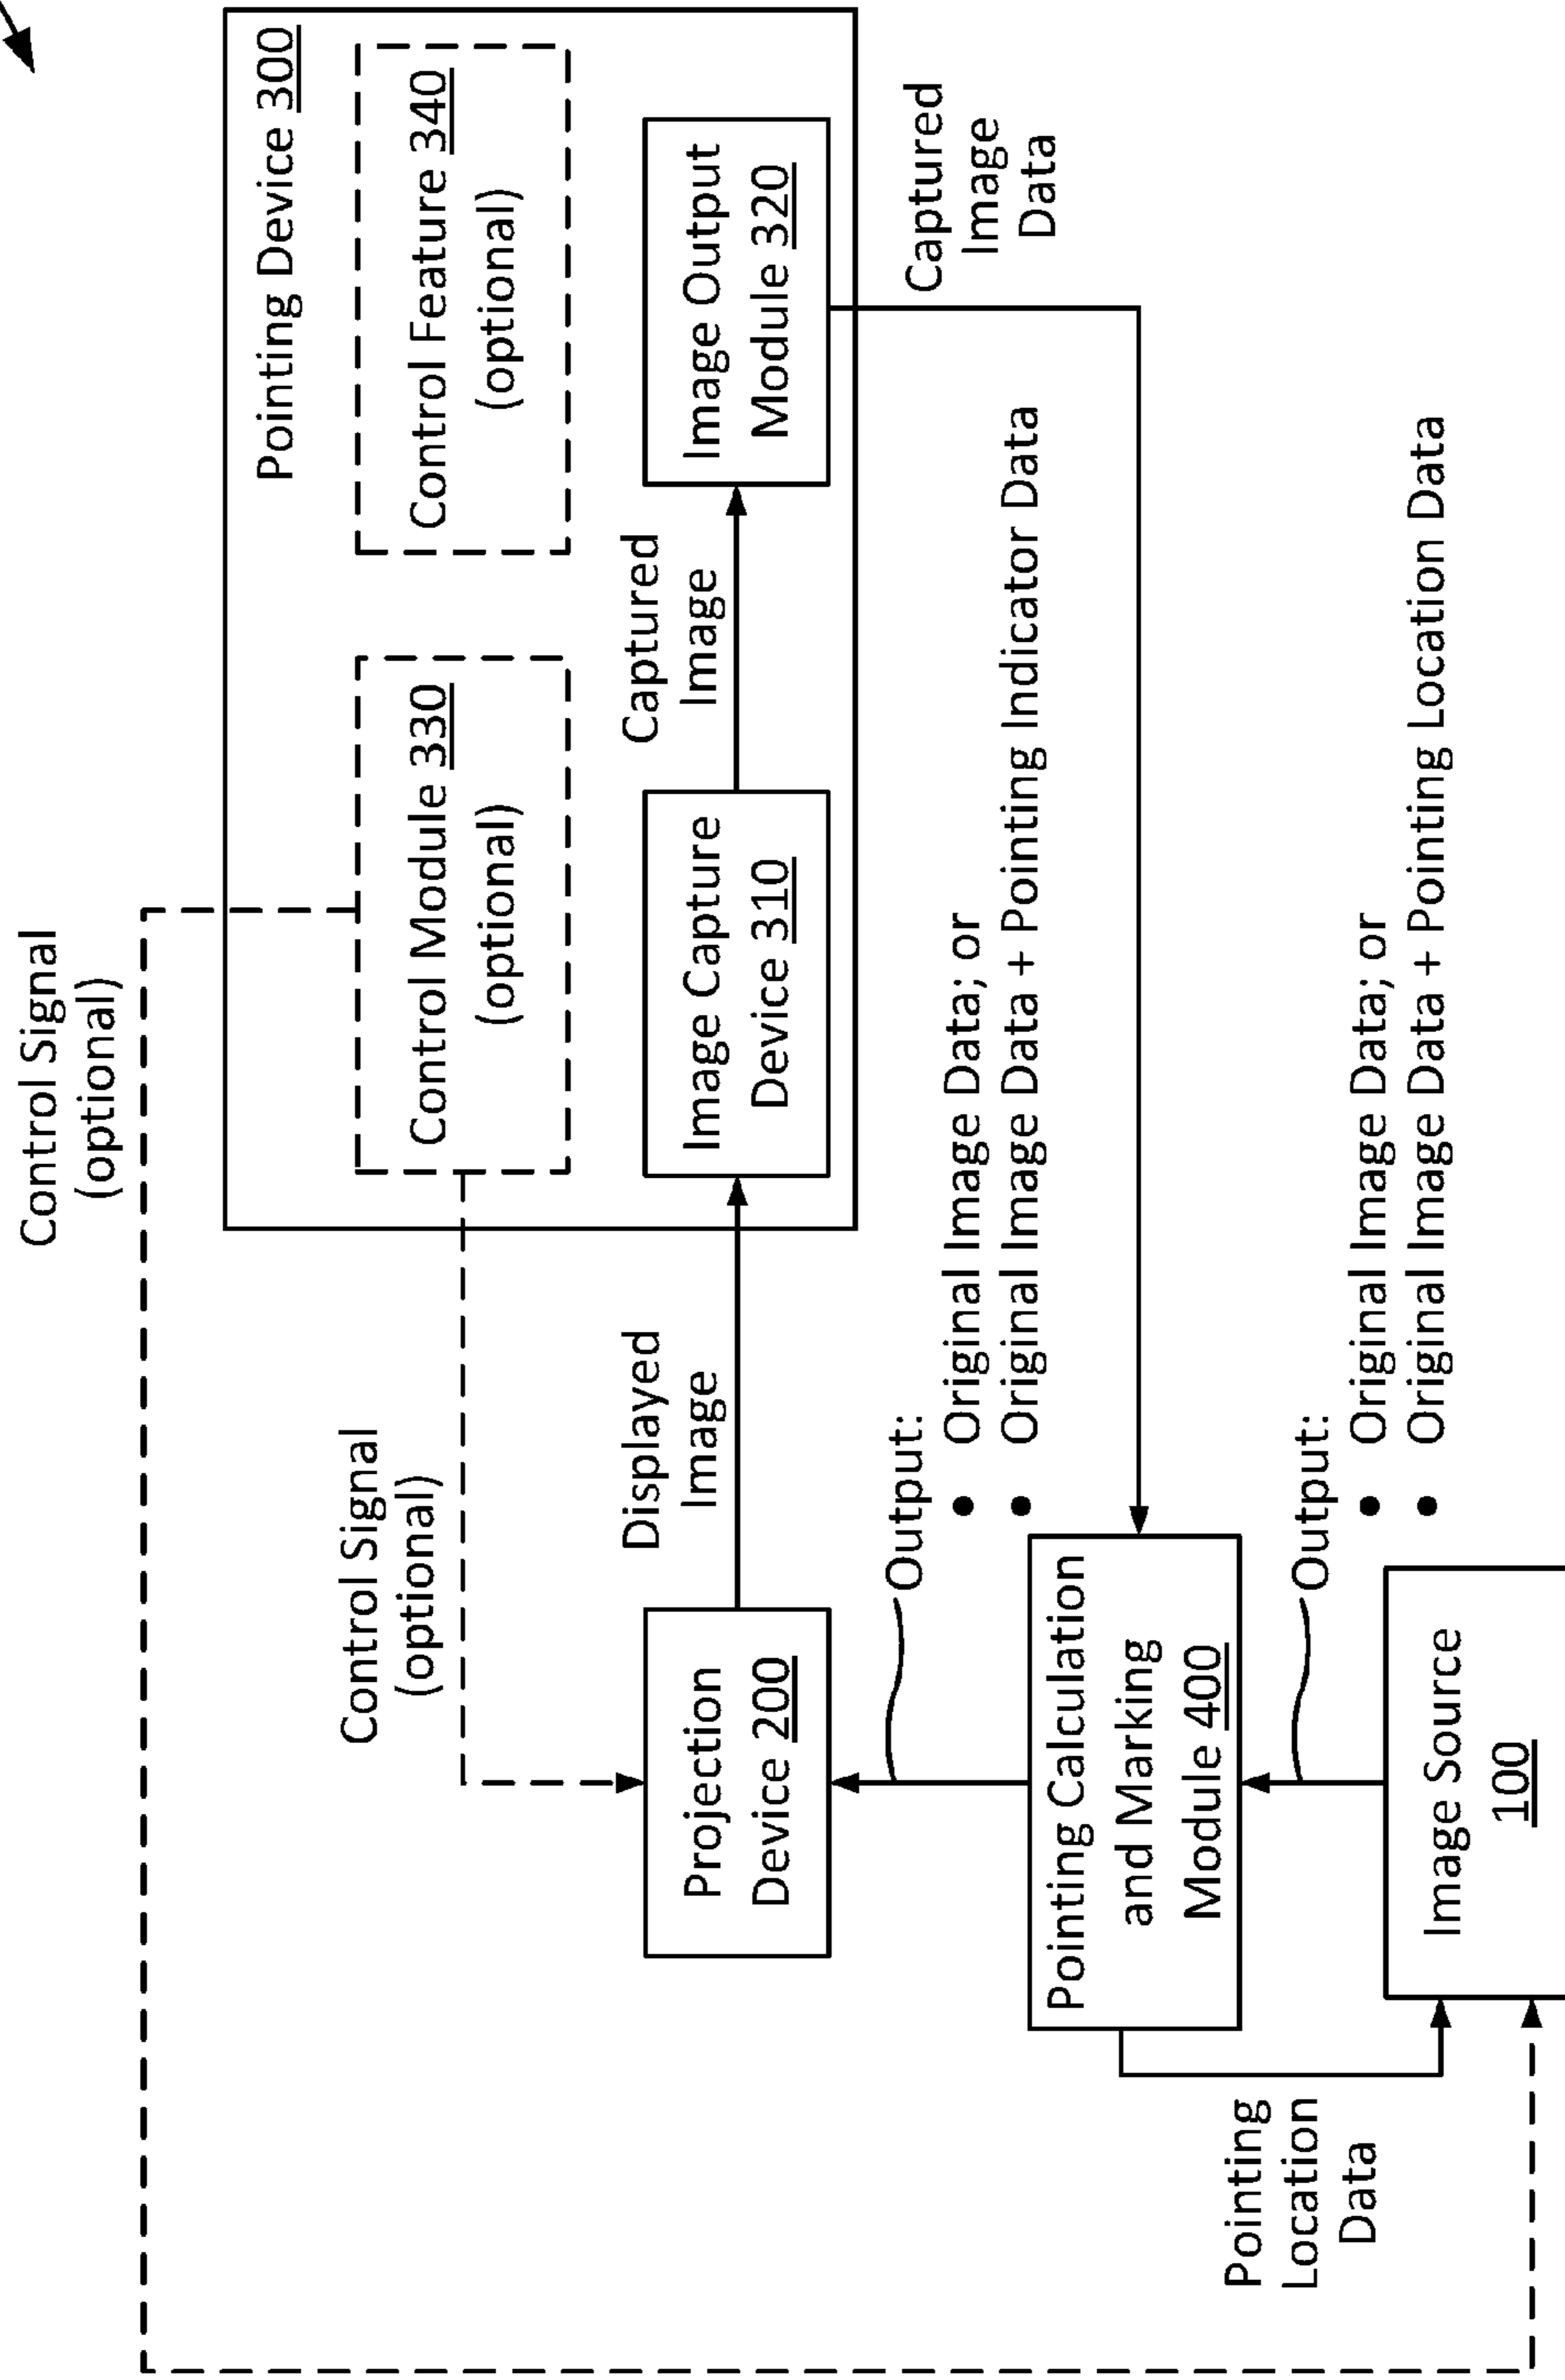 Control Signal
(optional)
Pointing Device 300
Control Signal
(optional)
Control Module 330
(optional)
Control Feature 340
(optional)
Displayed
Image
Captured
Image
Projection
Device 200
Image Capture
Device 310
Image Output
Module 320
Output:
• Original Image Data; or
• Original Image Data + Pointing Indicator Data
Captured
Image
Data
Pointing Calculation
and Marking
Module 400
Pointing
Location
Data
Output:
• Original Image Data; or
• Original Image Data + Pointing Location Data
Image Source
100